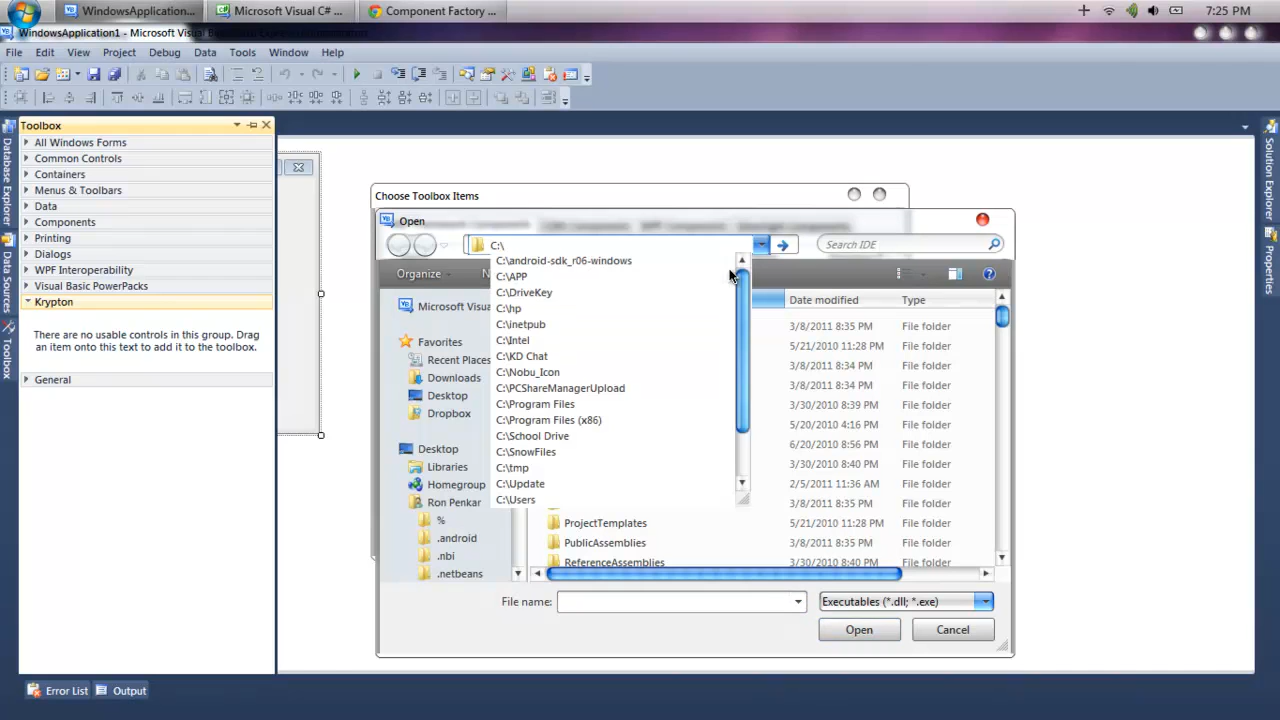 WindowsApplication...
Microsoft Visual C# ...
Component Factory ...
7:25 PM
WindowsApplication1 - Microsoft Visual
File Edit View Project Debug Data Tools Window Help
Toolbox
All Windows Forms
Common Controls
Containers
Menus & Toolbars
Data
Components
Printing
Dialogs
WPF Interoperability
Visual Basic PowerPacks
Krypton
There are no usable controls in this group. Drag
an item onto this text to add it to the toolbox.
General
Database Explorer
Data Sources
Toolbox
Solution Explorer
Properties
Choose Toolbox Items
Open
C:\
Search IDE
Organize
C:\android-sdk_r06-windows
C:\APP
C:\DriveKey
C:\hp
C:\inetpub
C:\Intel
C:\KD Chat
C:\Nobu_Icon
C:\PCShareManagerUpload
C:\Program Files
C:\Program Files (x86)
C:\School Drive
C:\SnowFiles
C:\tmp
C:\Update
C:\Users
Microsoft Visua
Favorites
Recent Places
Downloads
Desktop
Dropbox
Desktop
Libraries
Homegroup
Ron Penkar
%
.android
.nbi
.netbeans
Date modified Type
3/8/2011 8:35 PM File folder
5/21/2010 11:28 PM File folder
3/8/2011 8:34 PM File folder
3/8/2011 8:34 PM File folder
3/30/2010 8:39 PM File folder
5/20/2010 4:16 PM File folder
6/20/2010 8:56 PM File folder
3/30/2010 8:40 PM File folder
2/5/2011 11:36 AM File folder
3/8/2011 8:35 PM File folder
ProjectTemplates 5/21/2010 11:28 PM File folder
PublicAssemblies 3/8/2011 8:35 PM File folder
ReferenceAssemblies 3/30/2010 8:40 PM File folder
File name:
Executables (*.dll; *.exe)
Open
Cancel
Error List
Output